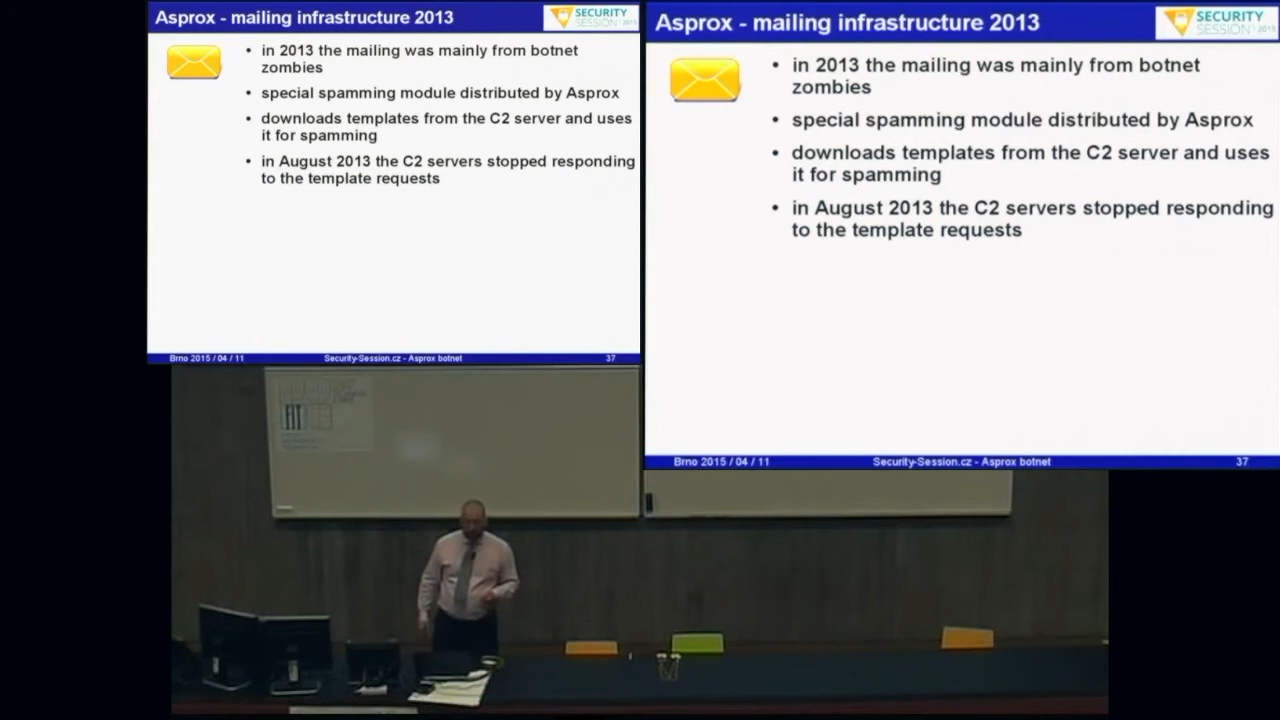 Asprox - mailing infrastructure 2013
SECURITY
SESSION 2015
• in 2013 the mailing was mainly from botnet
zombies
• special spamming module distributed by Asprox
• downloads templates from the C2 server and uses
it for spamming
• in August 2013 the C2 servers stopped responding
to the template requests
Brno 2015 / 04 / 11
Security-Session.cz - Asprox botnet
37
Asprox - mailing infrastructure 2013
SECURITY
SESSION 2015
• in 2013 the mailing was mainly from botnet
zombies
• special spamming module distributed by Asprox
• downloads templates from the C2 server and uses
it for spamming
• in August 2013 the C2 servers stopped responding
to the template requests
Brno 2015 / 04 / 11
Security-Session.cz - Asprox botnet
37
FIT